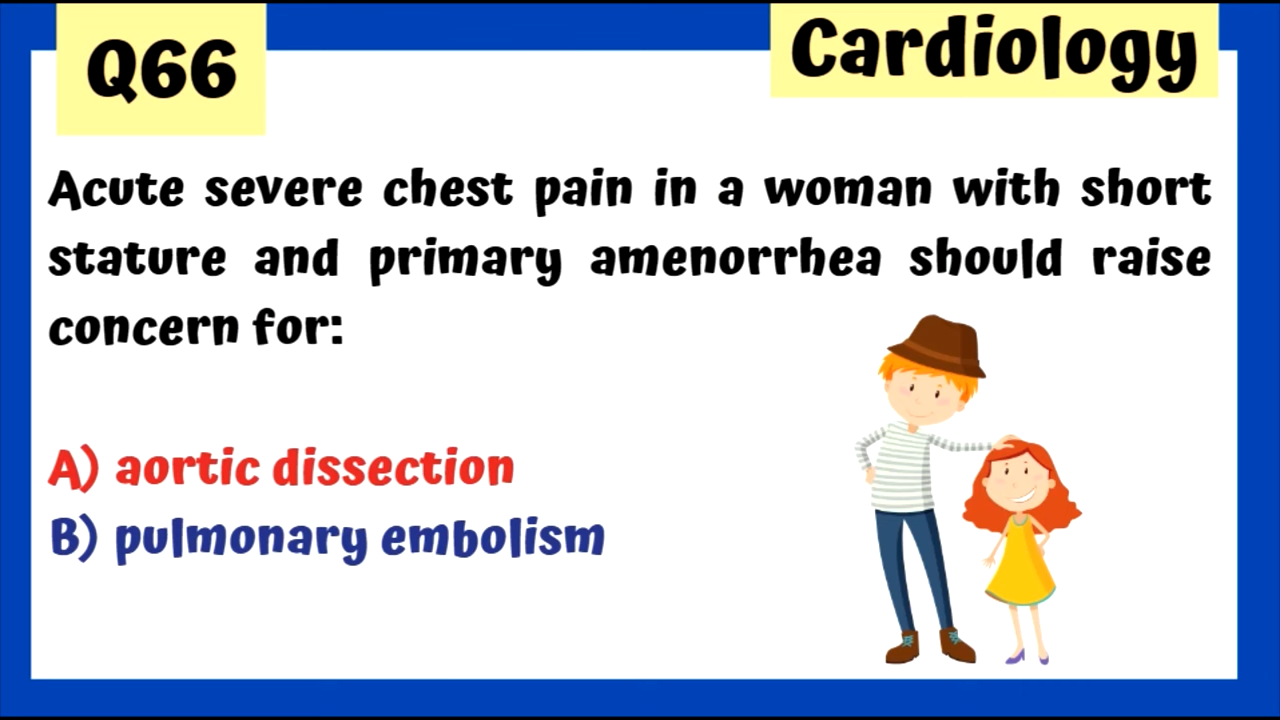 Q66
Cardiology
Acute severe chest pain in a woman with short
stature and primary amenorrhea should raise
concern for:
A) aortic dissection
B) pulmonary embolism